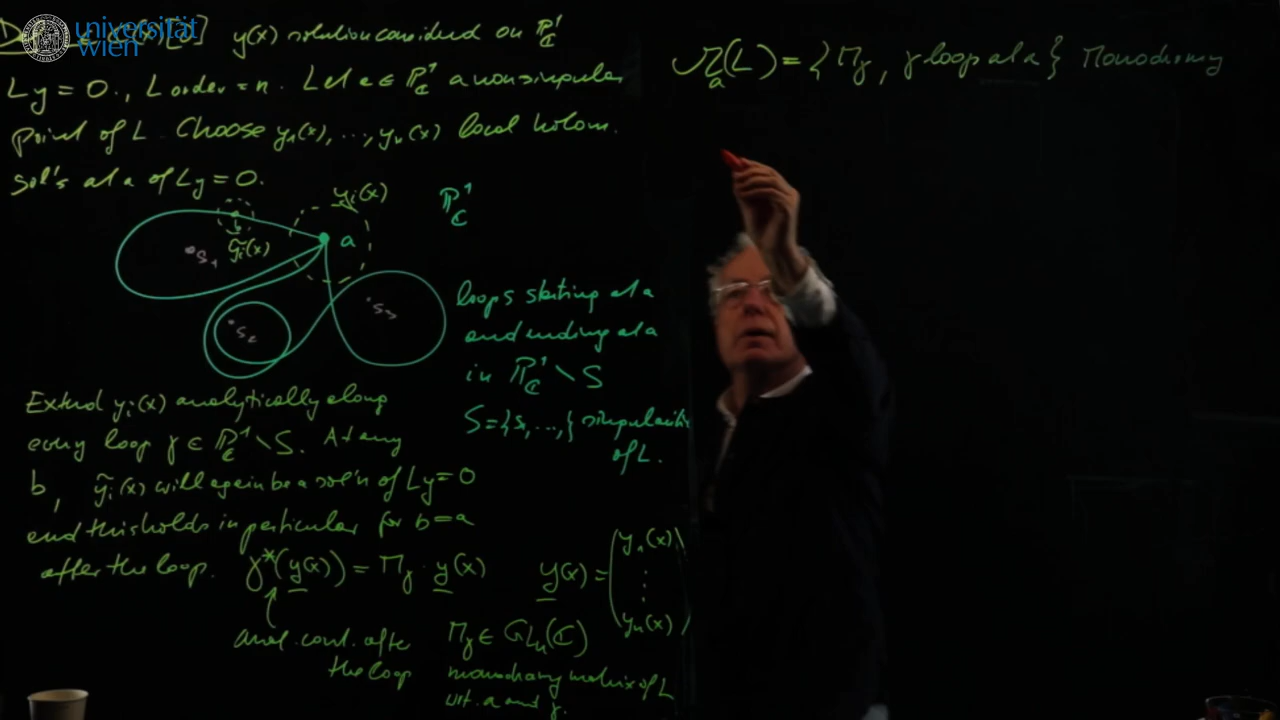 universität
wien
y(x) solution considered on ℙ¹_ℂ
Ly = 0., L order = n. Let a ∈ ℙ¹_ℂ a nonsingular
point of L. Choose y₁(x), ..., yₙ(x) local holom.
sol's at a of Ly = 0.
yᵢ(x)
ℙ¹_ℂ
a
b
ỹᵢ(x)
s₁
s₂
s₃
loops starting at a
and ending at a
in ℙ¹_ℂ \ S
S = {s₁, ..., } singularities
of L.
Extend yᵢ(x) analytically along
every loop γ ∈ ℙ¹_ℂ \ S. At any
b, ỹᵢ(x) will again be a sol'n of Ly = 0
and this holds in particular for b = a
after the loop. γ*(y(x)) = M_γ · y(x)
y(x) = (y₁(x) ⋮ yₙ(x))
anal. cont. after
the loop
M_γ ∈ GLₙ(ℂ)
monodromy matrix of L
wrt. a and γ.
(L) = {M_γ, γ loop at a} Monodromy